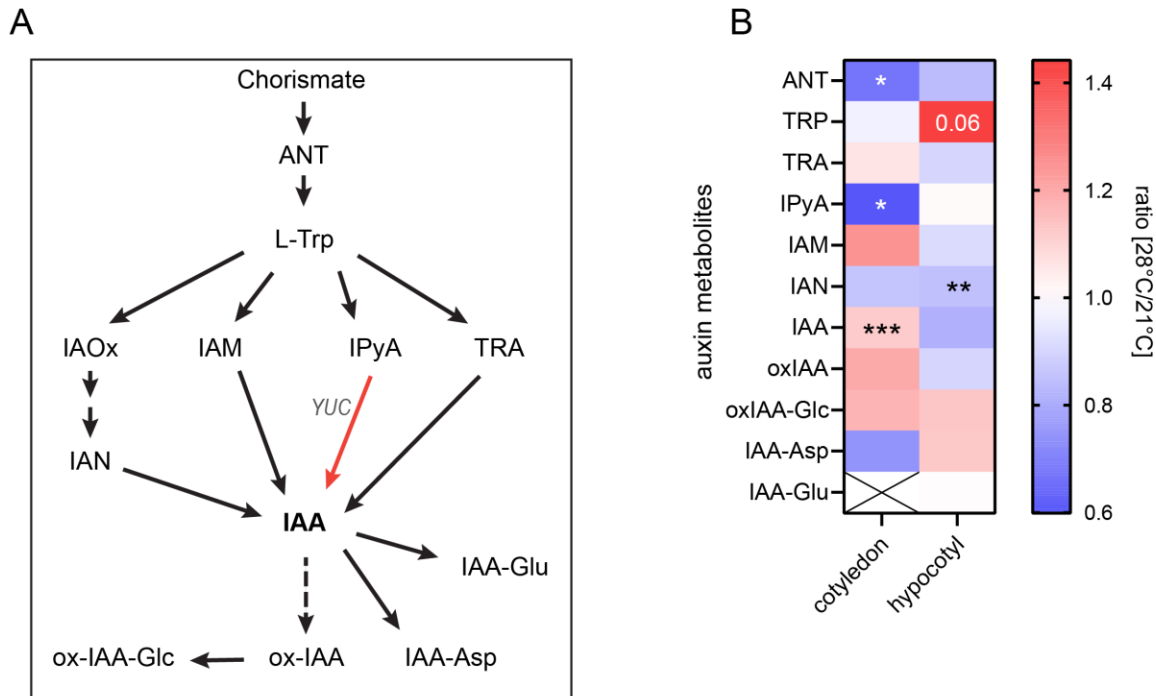 A
Chorismate
ANT
L-Trp
IAOx IAM IPyA TRA
YUC
IAN
IAA
IAA-Glu
ox-IAA-Glc ox-IAA IAA-Asp
B
auxin metabolites
ANT *
TRP 0.06
TRA
IPyA *
IAM
IAN **
IAA ***
oxIAA
oxIAA-Glc
IAA-Asp
IAA-Glu
cotyledon
hypocotyl
1.4
1.2
1.0
0.8
0.6
ratio [28°C/21°C]